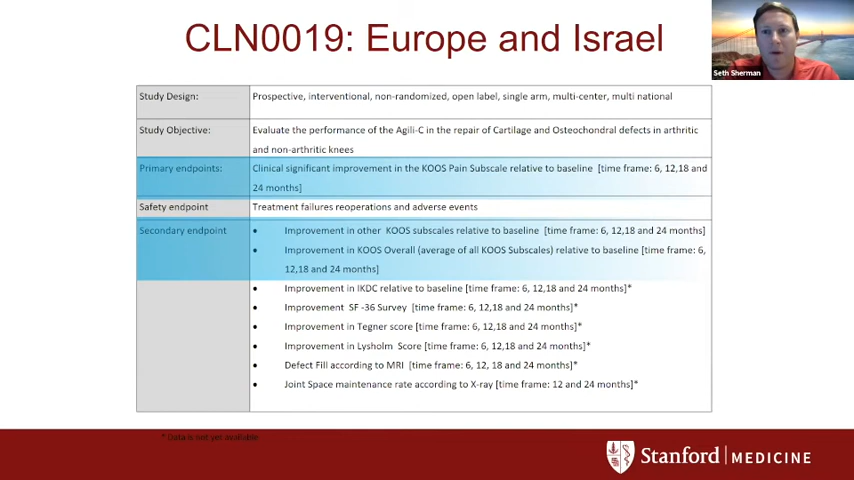 CLN0019: Europe and Israel
Seth Sherman
Study Design:
Prospective, interventional, non-randomized, open label, single arm, multi-center, multi national
Study Objective:
Evaluate the performance of the Agili-C in the repair of Cartilage and Osteochondral defects in arthritic
and non-arthritic knees
Primary endpoints:
Clinical significant improvement in the KOOS Pain Subscale relative to baseline [time frame: 6, 12,18 and
24 months]
Safety endpoint
Treatment failures reoperations and adverse events
Secondary endpoint
• Improvement in other KOOS subscales relative to baseline [time frame: 6, 12,18 and 24 months]
• Improvement in KOOS Overall (average of all KOOS Subscales) relative to baseline [time frame: 6,
12,18 and 24 months]
• Improvement in IKDC relative to baseline [time frame: 6, 12,18 and 24 months]*
• Improvement SF -36 Survey [time frame: 6, 12,18 and 24 months]*
• Improvement in Tegner score [time frame: 6, 12,18 and 24 months]*
• Improvement in Lysholm Score [time frame: 6, 12,18 and 24 months]*
• Defect Fill according to MRI [time frame: 6, 12, 18 and 24 months]*
• Joint Space maintenance rate according to X-ray [time frame: 12 and 24 months]*
* Data is not yet available
Stanford | MEDICINE